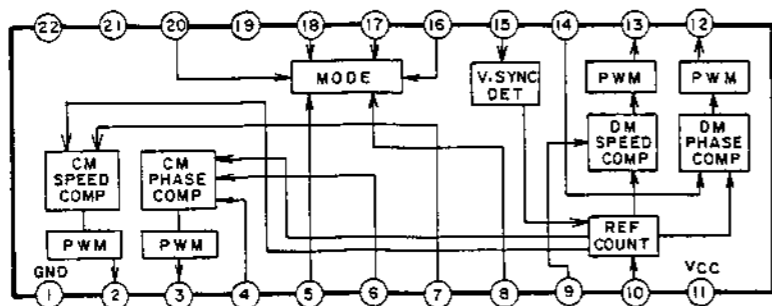 22 21 20 19 18 17 16 15 14 13 12
MODE
V.SYNC
DET
PWM
PWM
CM
SPEED
COMP
CM
PHASE
COMP
DM
SPEED
COMP
DM
PHASE
COMP
PWM
PWM
REF
COUNT
GND
VCC
1 2 3 4 5 6 7 8 9 10 11